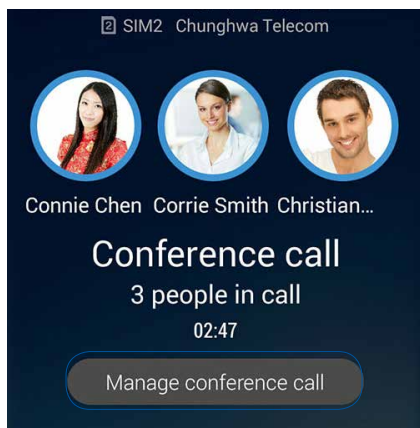 2 SIM2 Chunghwa Telecom
Connie Chen Corrie Smith Christian...
Conference call
3 people in call
02:47
Manage conference call